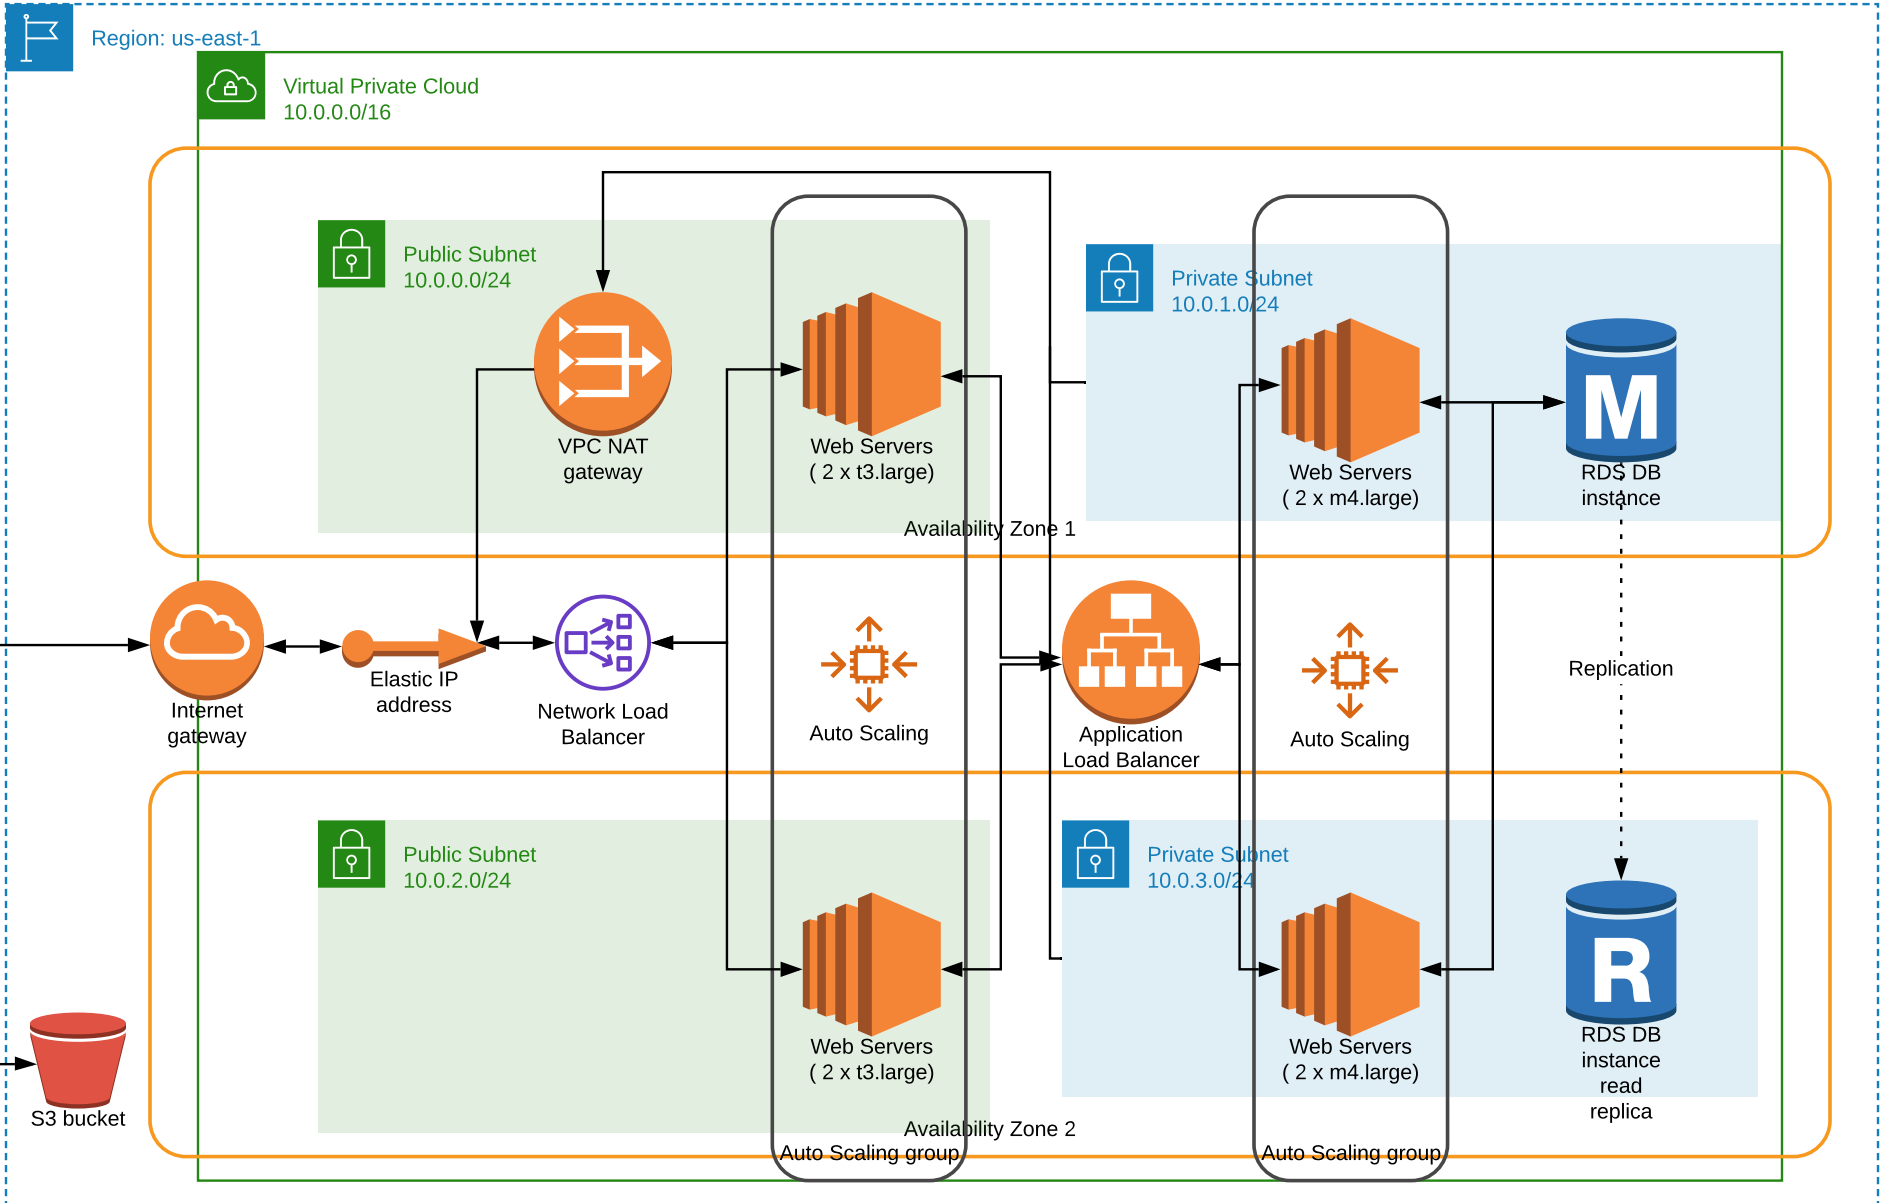 Region: us-east-1
Virtual Private Cloud
10.0.0.0/16
Public Subnet
10.0.0.0/24
Private Subnet
10.0.1.0/24
VPC NAT
gateway
Web Servers
( 2 x t3.large)
Web Servers
( 2 x m4.large)
M
RDS DB
instance
Availability Zone 1
Internet
gateway
Elastic IP
address
Network Load
Balancer
Auto Scaling
Application
Load Balancer
Auto Scaling
Replication
Public Subnet
10.0.2.0/24
Private Subnet
10.0.3.0/24
Web Servers
( 2 x t3.large)
Web Servers
( 2 x m4.large)
R
RDS DB
instance
read
replica
S3 bucket
Availability Zone 2
Auto Scaling group
Auto Scaling group